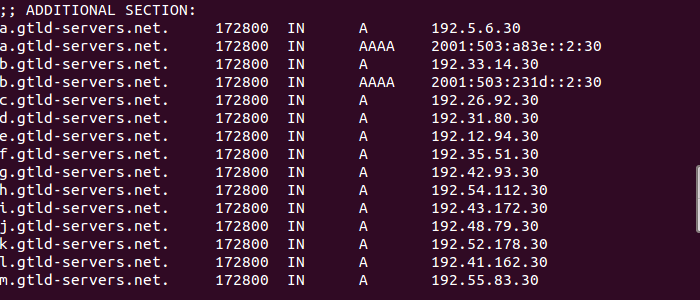 ;; ADDITIONAL SECTION:
a.gtld-servers.net. 172800 IN A 192.5.6.30
a.gtld-servers.net. 172800 IN AAAA 2001:503:a83e::2:30
b.gtld-servers.net. 172800 IN A 192.33.14.30
b.gtld-servers.net. 172800 IN AAAA 2001:503:231d::2:30
c.gtld-servers.net. 172800 IN A 192.26.92.30
d.gtld-servers.net. 172800 IN A 192.31.80.30
e.gtld-servers.net. 172800 IN A 192.12.94.30
f.gtld-servers.net. 172800 IN A 192.35.51.30
g.gtld-servers.net. 172800 IN A 192.42.93.30
h.gtld-servers.net. 172800 IN A 192.54.112.30
i.gtld-servers.net. 172800 IN A 192.43.172.30
j.gtld-servers.net. 172800 IN A 192.48.79.30
k.gtld-servers.net. 172800 IN A 192.52.178.30
l.gtld-servers.net. 172800 IN A 192.41.162.30
m.gtld-servers.net. 172800 IN A 192.55.83.30